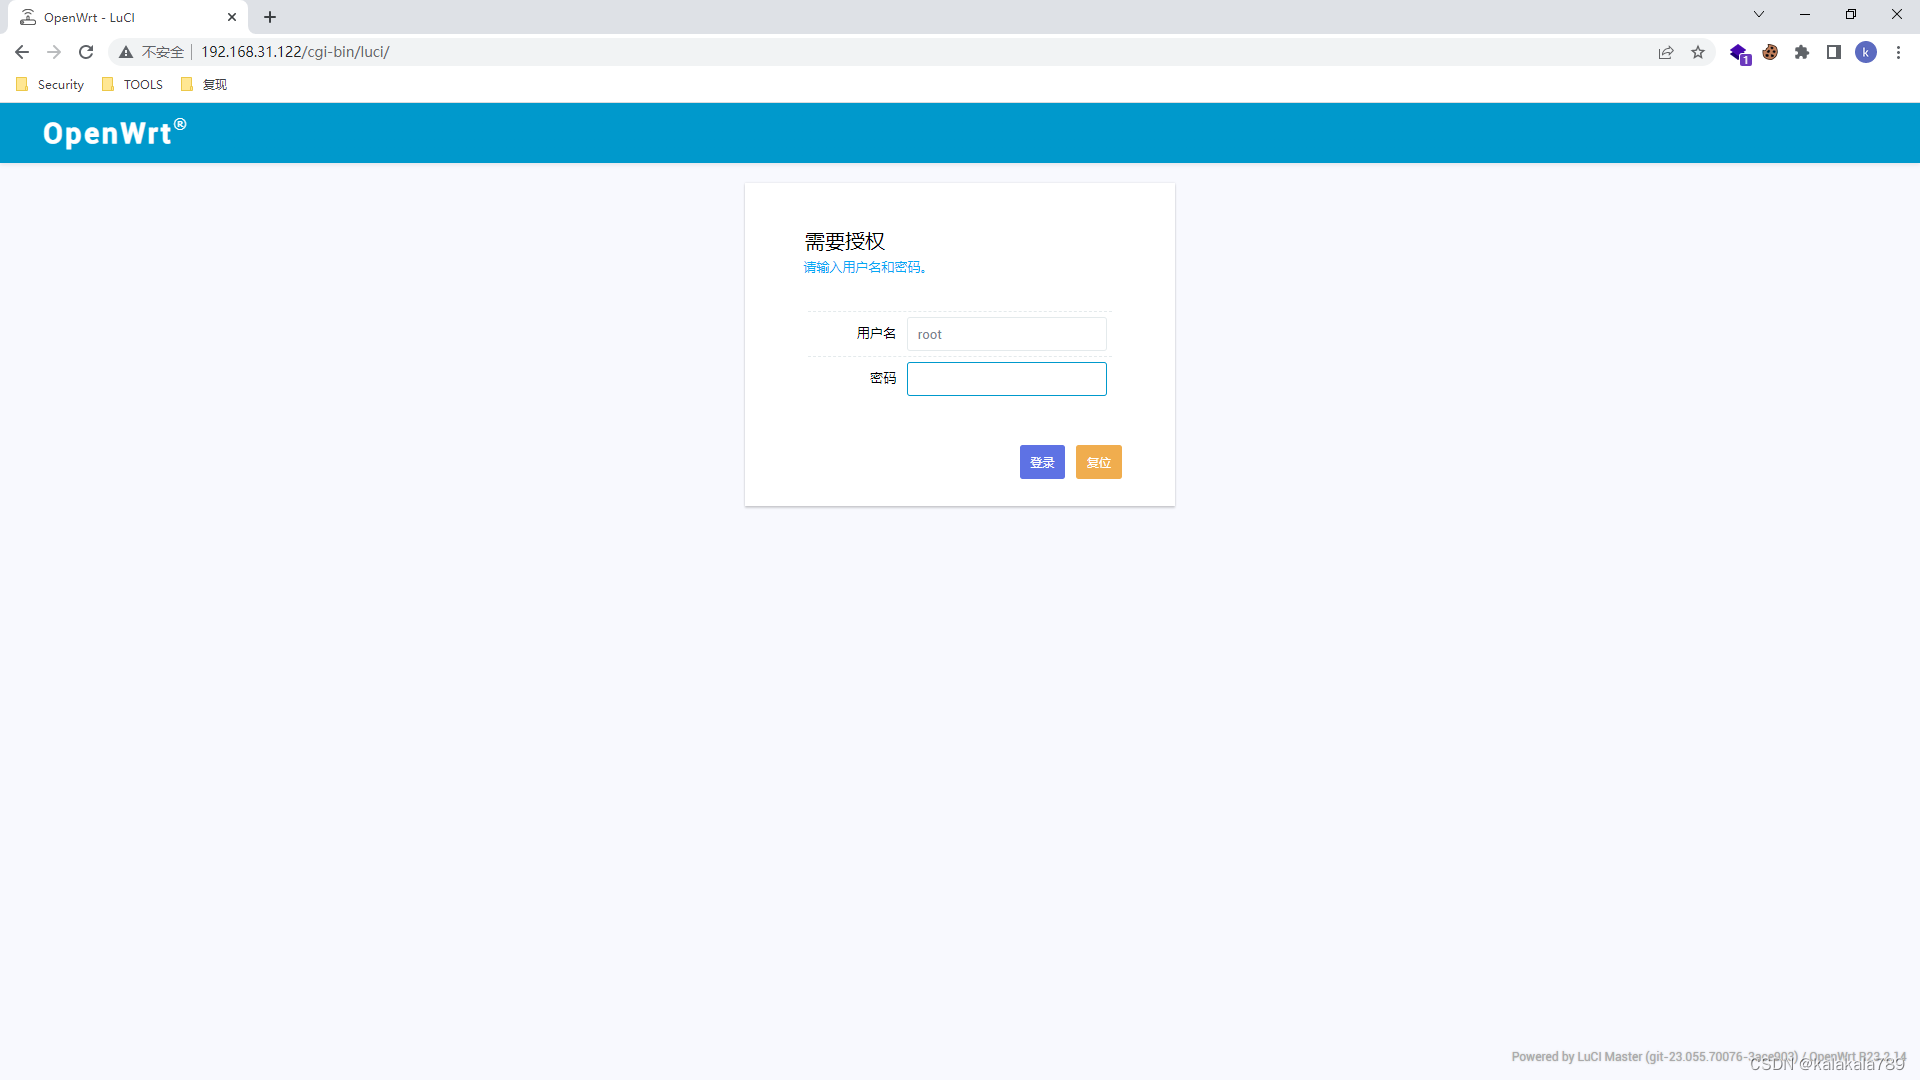 OpenWrt - LuCI
不安全 192.168.31.122/cgi-bin/luci/
k
1
Security TOOLS 复现
OpenWrt®
需要授权
请输入用户名和密码。
用户名 root
密码
登录 复位
Powered by LuCI Master (git-23.055.70076-3ace903) / OpenWrt R23.2.14
CSDN @kalakala789